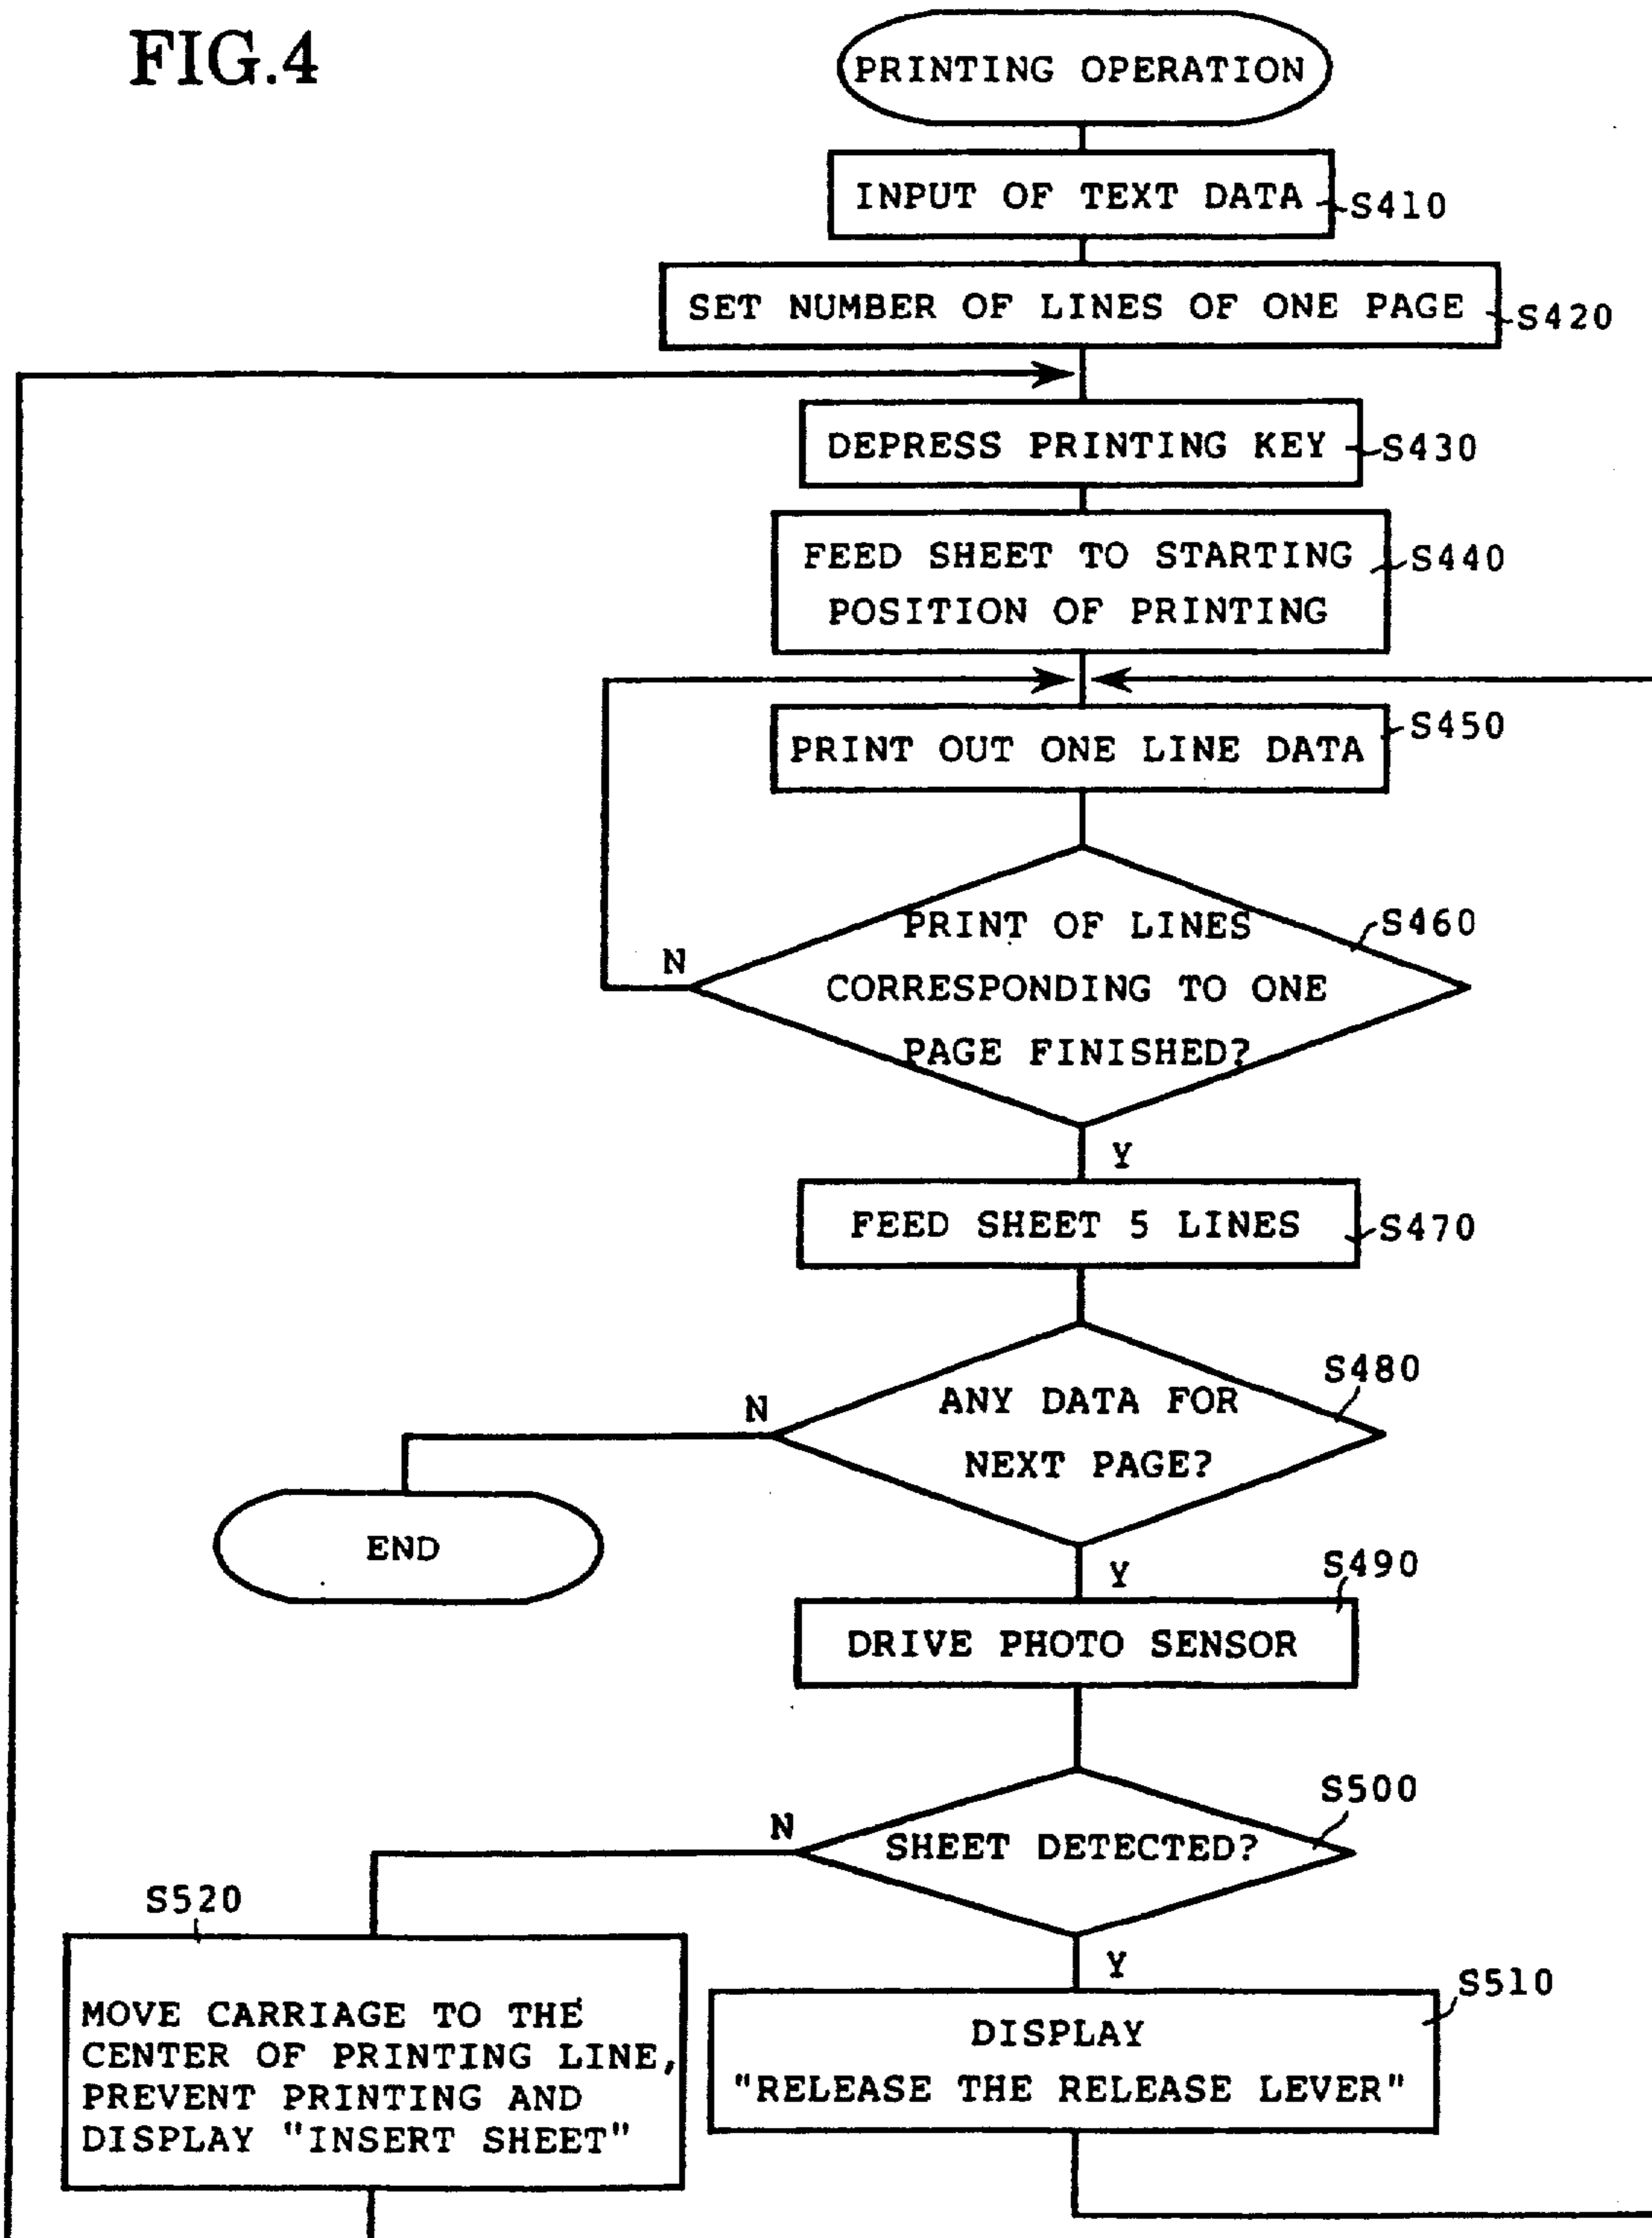 FIG.4
PRINTING OPERATION
INPUT OF TEXT DATA
S410
SET NUMBER OF LINES OF ONE PAGE
S420
DEPRESS PRINTING KEY
S430
FEED SHEET TO STARTING
POSITION OF PRINTING
S440
PRINT OUT ONE LINE DATA
S450
PRINT OF LINES
CORRESPONDING TO ONE
PAGE FINISHED?
S460
N
Y
FEED SHEET 5 LINES
S470
ANY DATA FOR
NEXT PAGE?
S480
N
END
Y
S490
DRIVE PHOTO SENSOR
S500
SHEET DETECTED?
N
Y
S520
MOVE CARRIAGE TO THE
CENTER OF PRINTING LINE,
PREVENT PRINTING AND
DISPLAY "INSERT SHEET"
S510
DISPLAY
"RELEASE THE RELEASE LEVER"